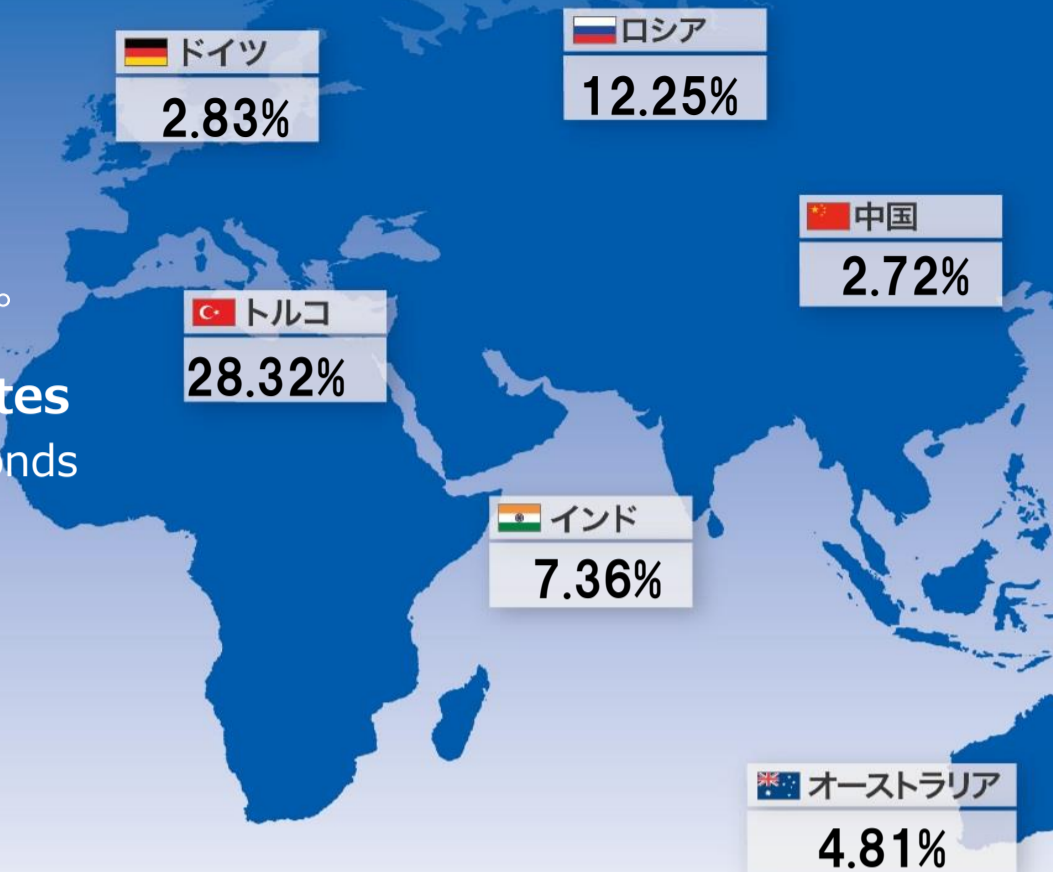 ドイツ
2.83%
ロシア
12.25%
中国
2.72%
。
トルコ
28.32%
tes
onds
インド
7.36%
オーストラリア
4.81%